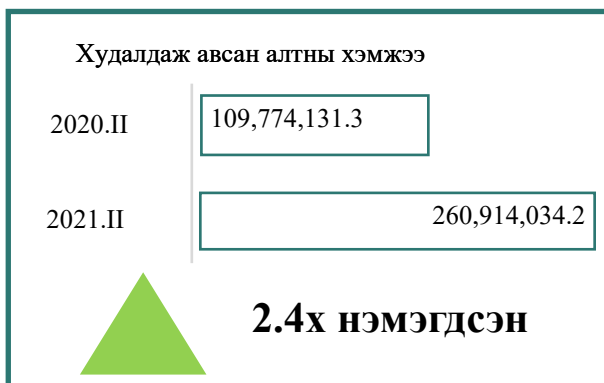 Худалдаж авсан алтны хэмжээ
2020.II
109,774,131.3
2021.II
260,914,034.2
2.4х нэмэгдсэн